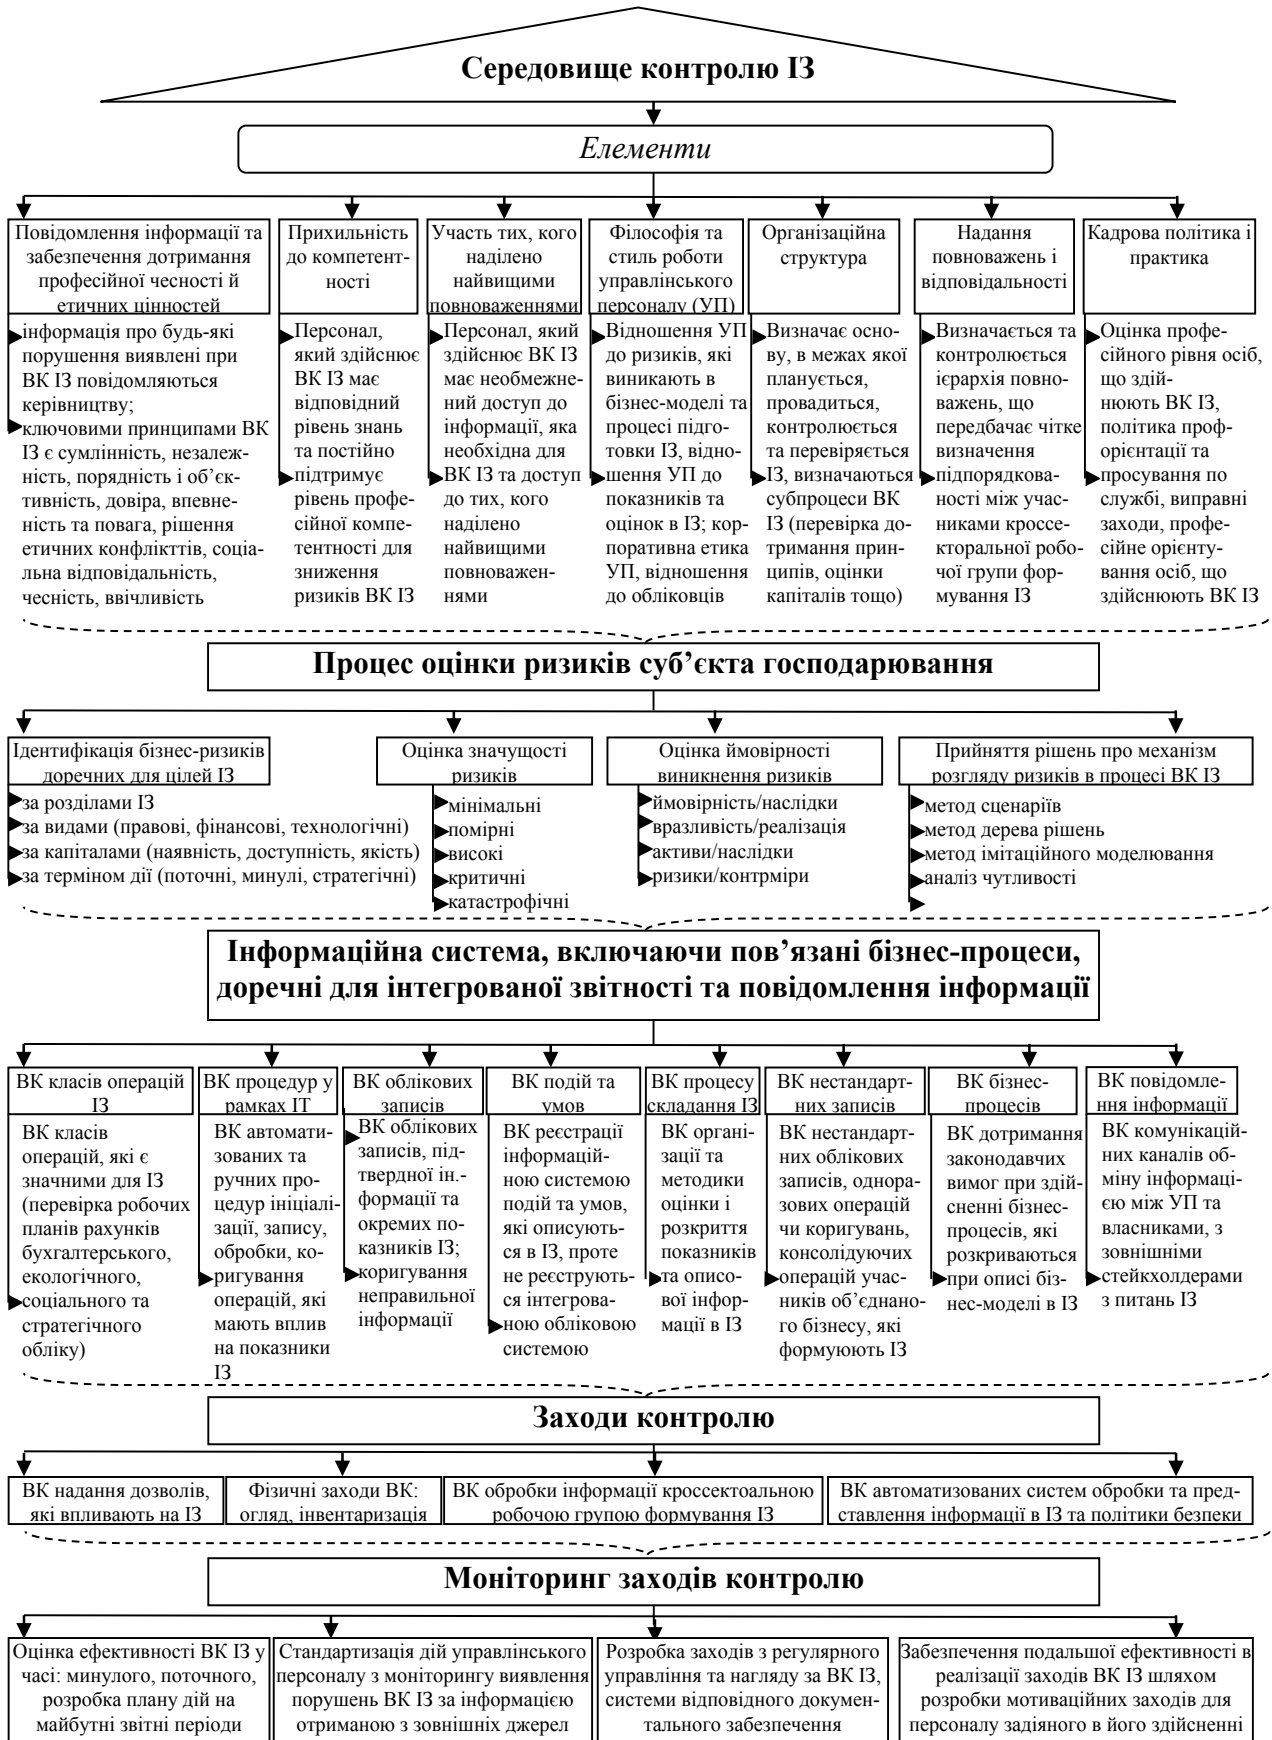 Середовище контролю ІЗ
Елементи
Повідомлення інформації та
забезпечення дотримання
професійної чесності й
етичних цінностей
Прихильність
до компетент-
ності
Участь тих, кого
наділено
найвищими
повноваженнями
Філософія та
стиль роботи
управлінського
персоналу (УП)
Організаційна
структура
Надання
повноважень і
відповідальності
Кадрова політика і
практика
інформація про будь-які
порушення виявлені при
ВК ІЗ повідомляються
керівництву;
ключовими принципами ВК
ІЗ є сумлінність, незалеж-
ність, порядність і об’єк-
тивність, довіра, впевне-
ність та повага, рішення
етичних конфлікттів, соціа-
льна відповідальність,
чесність, ввічливість
Персонал,
який здійснює
ВК ІЗ має
відповідний
рівень знань
та постійно
підтримує
рівень профе-
сійної компе-
тентності для
зниження
ризиків ВК ІЗ
Персонал, який
здійснює ВК ІЗ
має необмежне-
ний доступ до
інформації, яка
необхідна для
ВК ІЗ та доступ
до тих, кого
наділено
найвищими
повноважен-
нями
Відношення УП
до ризиків, які
виникають в
бізнес-моделі та
процесі підго-
товки ІЗ, відно-
шення УП до
показників та
оцінок в ІЗ; кор-
поративна етика
УП, відношення
до обліковців
Визначає осно-
ву, в межах якої
планується,
провадиться,
контролюється
та перевіряється
ІЗ, визначаються
субпроцеси ВК
ІЗ (перевірка до-
тримання прин-
ципів, оцінки
капіталів тощо)
Визначається та
контролюється
ієрархія повно-
важень, що
передбачає чітке
визначення
підпорядкова-
ності між учас-
никами кроссе-
кторальної робо-
чої групи фор-
мування ІЗ
Оцінка профе-
сійного рівня осіб,
що здій-
нюють ВК ІЗ,
політика проф-
орієнтації та
просування по
службі, виправні
заходи, профе-
сійне орієнту-
вання осіб, що
здійснюють ВК ІЗ
Процес оцінки ризиків суб’єкта господарювання
Ідентифікація бізнес-ризиків
доречних для цілей ІЗ
Оцінка значущості
ризиків
Оцінка ймовірності
виникнення ризиків
Прийняття рішень про механізм
розгляду ризиків в процесі ВК ІЗ
за розділами ІЗ
за видами (правові, фінансові, технологічні)
за капіталами (наявність, доступність, якість)
за терміном дії (поточні, минулі, стратегічні)
мінімальні
помірні
високі
критичні
катастрофічні
ймовірність/наслідки
вразливість/реалізація
активи/наслідки
ризики/контрміри
метод сценаріїв
метод дерева рішень
метод імітаційного моделювання
аналіз чутливості
Інформаційна система, включаючи пов’язані бізнес-процеси,
доречні для інтегрованої звітності та повідомлення інформації
ВК класів операцій
ІЗ
ВК процедур у
рамках ІТ
ВК облікових
записів
ВК подій та
умов
ВК процесу
складання ІЗ
ВК нестандарт-
них записів
ВК бізнес-
процесів
ВК повідомле-
ння інформації
ВК класів
операцій, які є
значними для ІЗ
(перевірка робочих
планів рахунків
бухгалтерського,
екологічного,
соціального та
стратегічного
обліку)
ВК автомати-
зованих та
ручних про-
цедур ініціалі-
зації, запису,
обробки, ко-
ригування
операцій, які
мають вплив
на показники
ІЗ
ВК облікових
записів, під-
твердної ін.-
формації та
окремих по-
казників ІЗ;
коригування
неправильної
інформації
ВК реєстрації
інформацій-
ною системою
подій та умов,
які описують-
ся в ІЗ, проте
не реєструють-
ся інтегрова-
ною обліковою
системою
ВК органі-
зації та
методики
оцінки і
розкриття
показників
та описо-
вої інфор-
мації в ІЗ
ВК нестандарт-
них облікових
записів, однора-
зових операцій
чи коригувань,
консолідуючих
операцій учас-
ників об’єднано-
го бізнесу, які
формуюють ІЗ
ВК дотримання
законодавчих
вимог при здій-
сненні бізнес-
процесів, які
розкриваються
при описі біз-
нес-моделі в ІЗ
ВК комунікацій-
них каналів об-
міну інформаці-
єю між УП та
власниками, з
зовнішніми
стейкхолдерами
з питань ІЗ
Заходи контролю
ВК надання дозволів,
які впливають на ІЗ
Фізичні заходи ВК:
огляд, інвентаризація
ВК обробки інформації кроссектоальною
робочою групою формування ІЗ
ВК автоматизованих систем обробки та пред-
ставлення інформації в ІЗ та політики безпеки
Моніторинг заходів контролю
Оцінка ефективності ВК ІЗ у
часі: минулого, поточного,
розробка плану дій на
майбутні звітні періоди
Стандартизація дій управлінського
персоналу з моніторингу виявлення
порушень ВК ІЗ за інформацією
отриманою з зовнішніх джерел
Розробка заходів з регулярного
управління та нагляду за ВК ІЗ,
системи відповідного докумен-
тального забезпечення
Забезпечення подальшої ефективності в
реалізації заходів ВК ІЗ шляхом
розробки мотиваційних заходів для
персоналу задіяного в його здійсненні